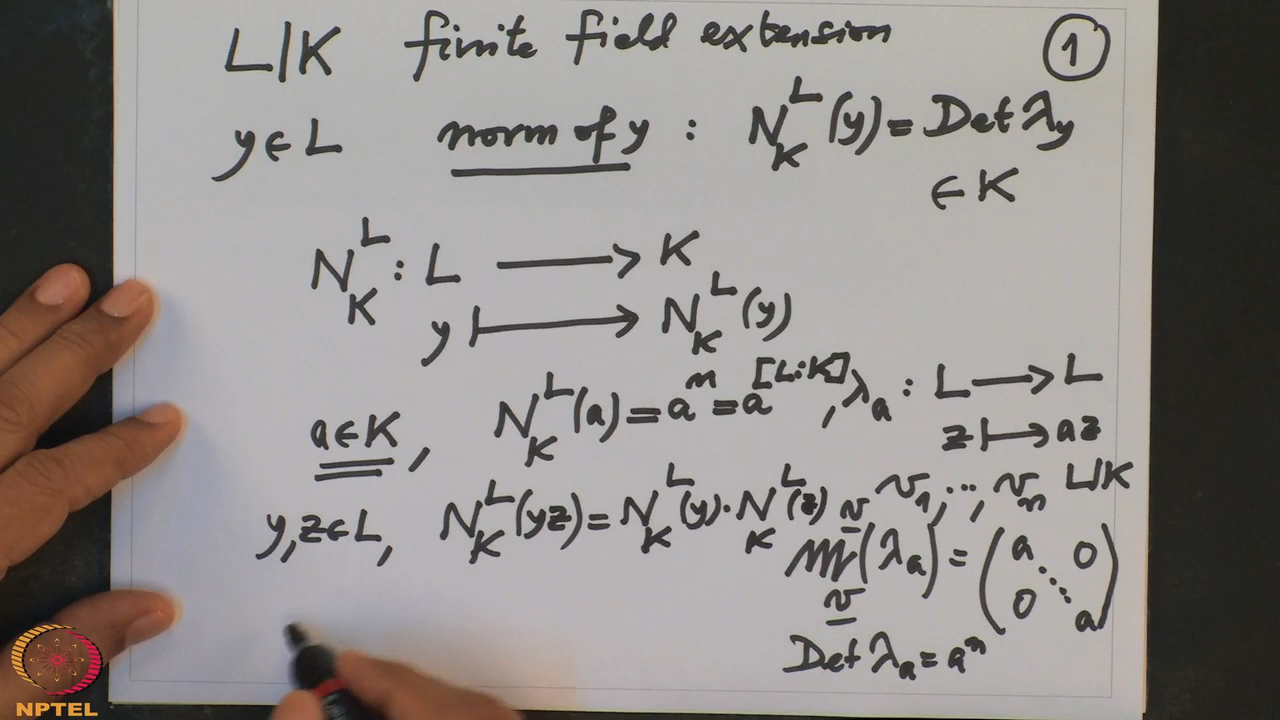 L|K finite field extension ①
y∈L norm of y : N^L_K(y) = Det λ_y
∈ K
N^L_K : L ⟶ K
y ⟼ N^L_K(y)
a∈K, N^L_K(a) = a^n = a^[L:K], λ_a : L ⟶ L
z ⟼ az
y,z∈L, N^L_K(yz) = N^L_K(y)·N^L_K(z) v v_1, ..., v_n L|K
M^v_v(λ_a) = (a 0 ⋱ 0 a)
Det λ_a = a^n
NPTEL